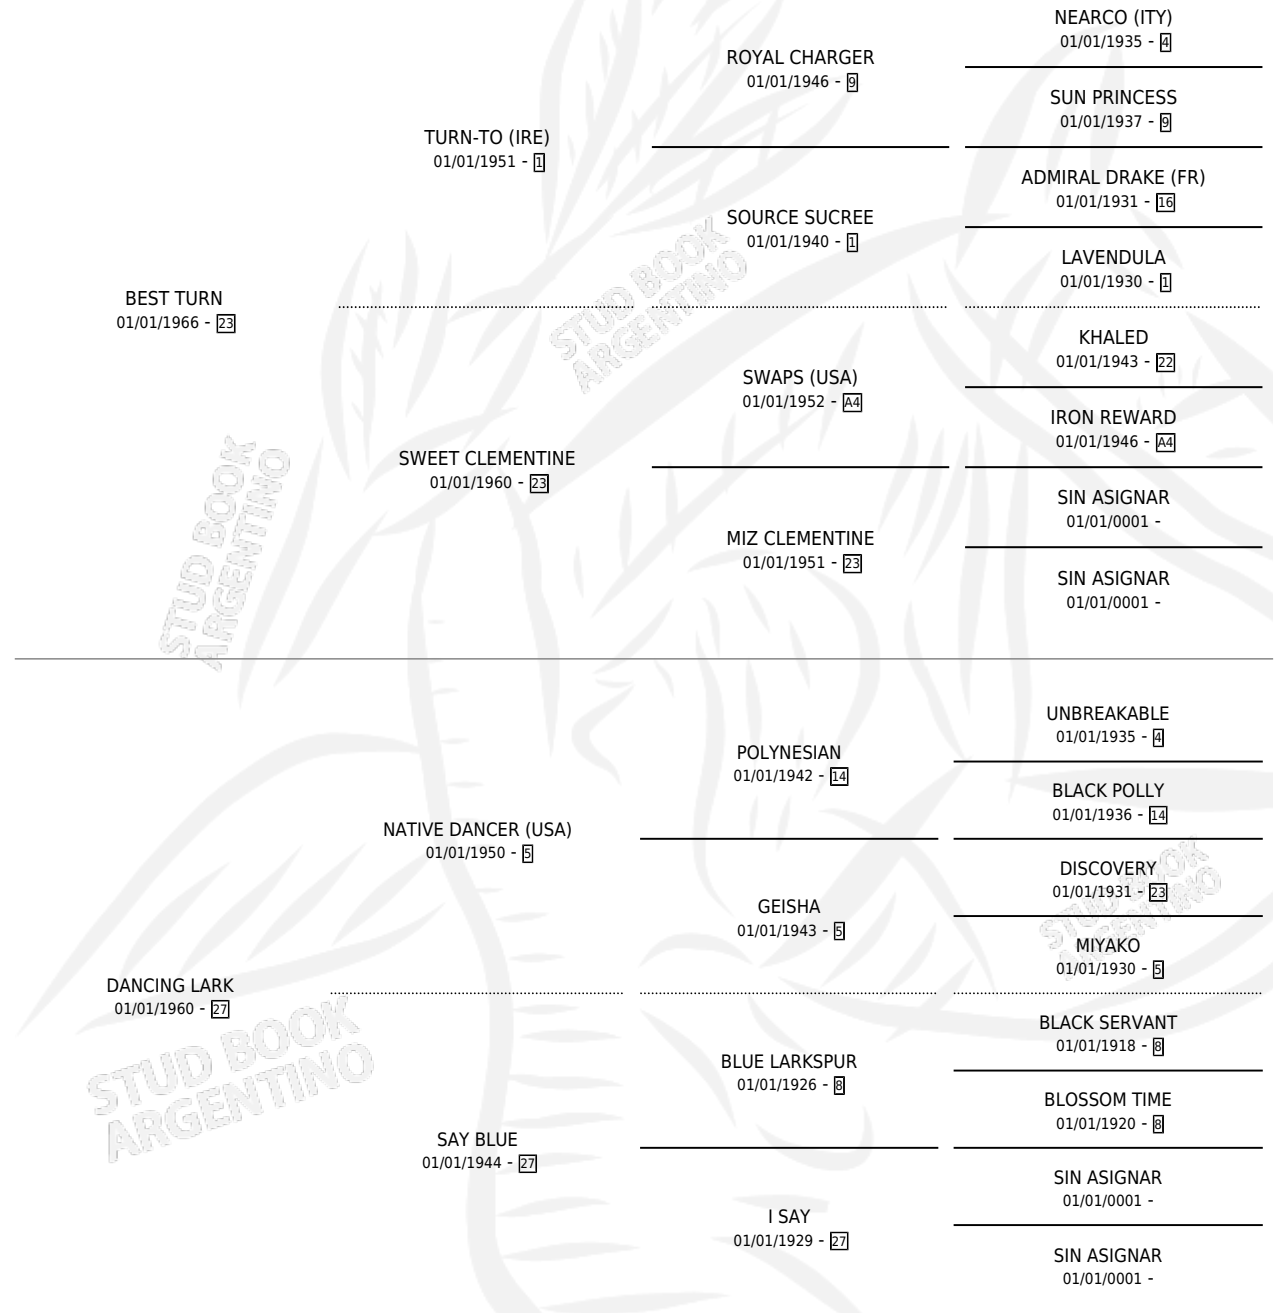 NEARCO (ITY)
01/01/1935 - 4
ROYAL CHARGER
01/01/1946 - 9
SUN PRINCESS
01/01/1937 - 9
TURN-TO (IRE)
01/01/1951 - 1
ADMIRAL DRAKE (FR)
01/01/1931 - 16
SOURCE SUCREE
01/01/1940 - 1
LAVENDULA
01/01/1930 - 1
BEST TURN
01/01/1966 - 23
KHALED
01/01/1943 - 22
SWAPS (USA)
01/01/1952 - A4
IRON REWARD
01/01/1946 - A4
SWEET CLEMENTINE
01/01/1960 - 23
SIN ASIGNAR
01/01/0001 -
MIZ CLEMENTINE
01/01/1951 - 23
SIN ASIGNAR
01/01/0001 -
UNBREAKABLE
01/01/1935 - 4
POLYNESIAN
01/01/1942 - 14
BLACK POLLY
01/01/1936 - 14
NATIVE DANCER (USA)
01/01/1950 - 5
DISCOVERY
01/01/1931 - 23
GEISHA
01/01/1943 - 5
MIYAKO
01/01/1930 - 5
DANCING LARK
01/01/1960 - 27
BLACK SERVANT
01/01/1918 - 8
BLUE LARKSPUR
01/01/1926 - 8
BLOSSOM TIME
01/01/1920 - 8
SAY BLUE
01/01/1944 - 27
SIN ASIGNAR
01/01/0001 -
I SAY
01/01/1929 - 27
SIN ASIGNAR
01/01/0001 -
STUD BOOK
ARGENTINO
STUD BOOK
ARGENTINO
STUD BOOK
ARGENTINO
STUD BOOK
ARGENTINO